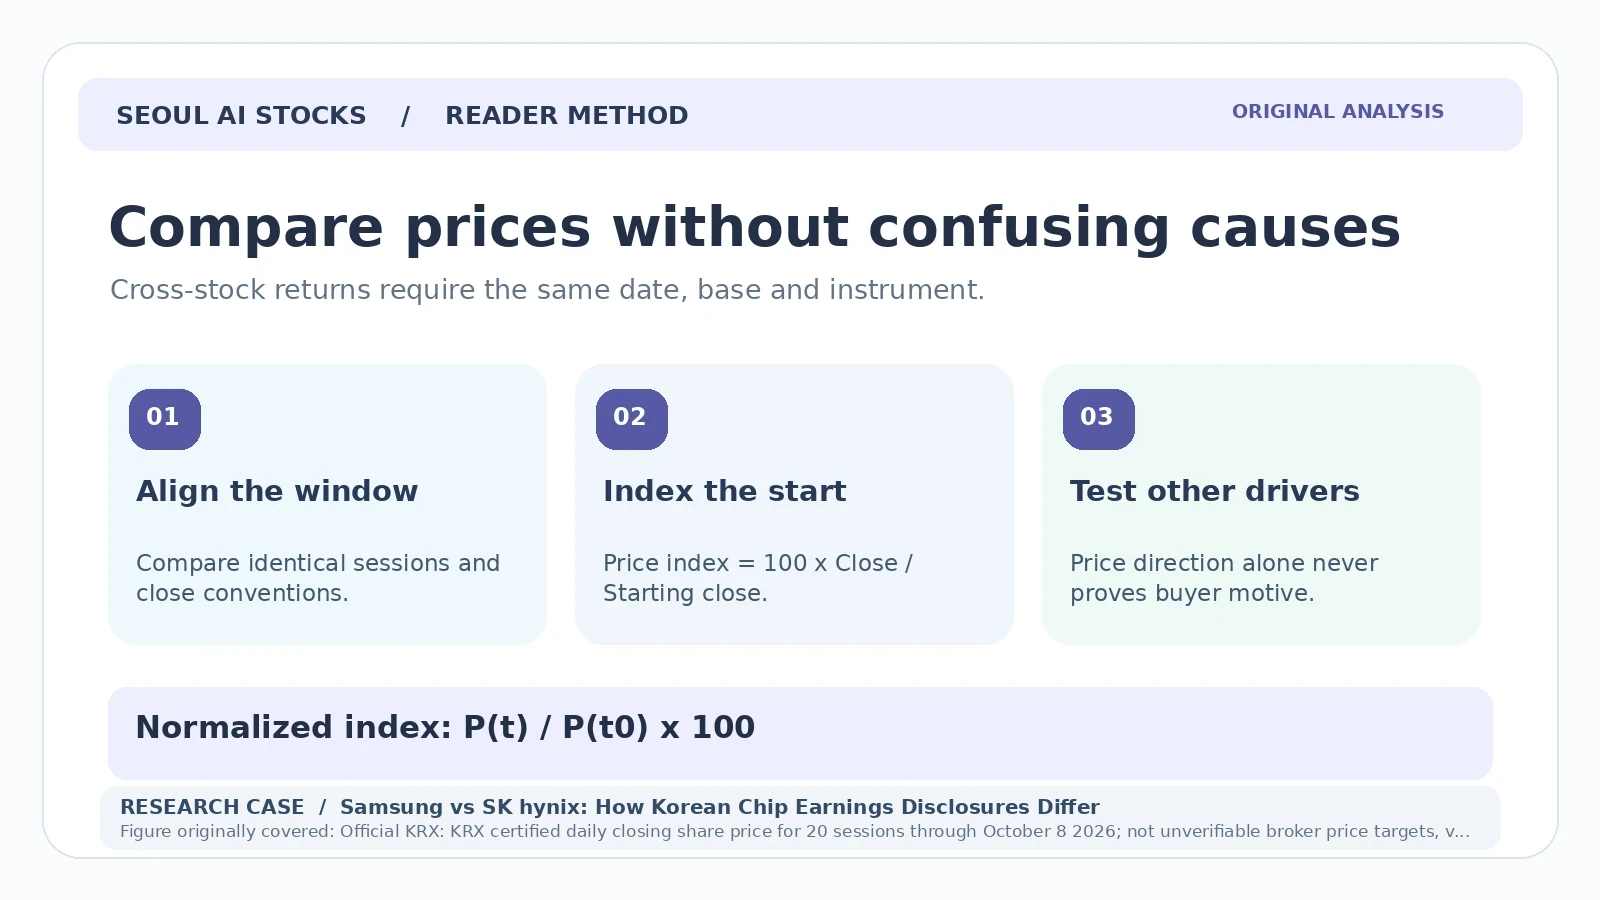 SEOUL AI STOCKS / READER METHOD
ORIGINAL ANALYSIS
Compare prices without confusing causes
Cross-stock returns require the same date, base and instrument.
01
Align the window
Compare identical sessions and
close conventions.
02
Index the start
Price index = 100 x Close /
Starting close.
03
Test other drivers
Price direction alone never
proves buyer motive.
Normalized index: P(t) / P(t0) x 100
RESEARCH CASE / Samsung vs SK hynix: How Korean Chip Earnings Disclosures Differ
Figure originally covered: Official KRX: KRX certified daily closing share price for 20 sessions through October 8 2026; not unverifiable broker price targets, v...